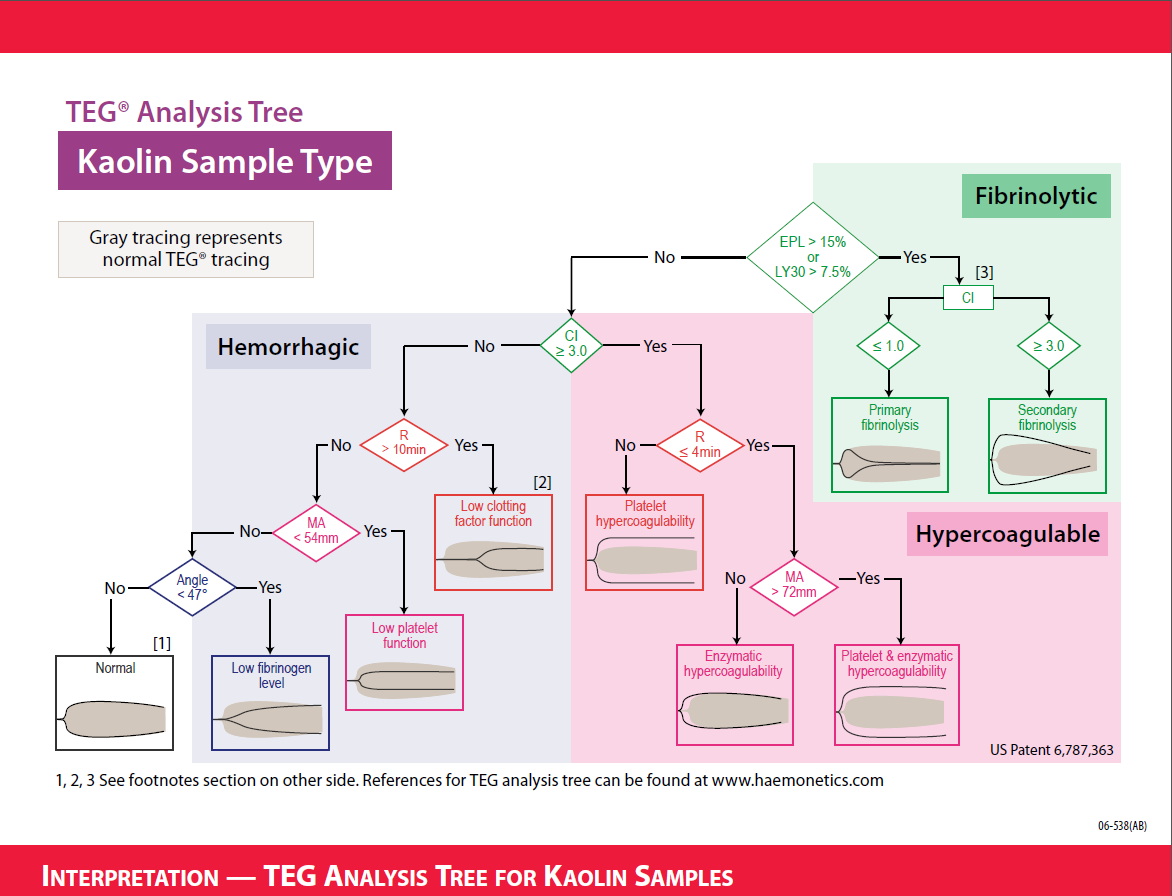 TEG® Analysis Tree
Kaolin Sample Type
Gray tracing represents
normal TEG® tracing
Fibrinolytic
EPL > 15%
or
LY30 > 7.5%
No
Yes
[3]
CI
≤ 1.0
≥ 3.0
Primary
fibrinolysis
Secondary
fibrinolysis
Hemorrhagic
CI
≥ 3.0
No
Yes
R
> 10min
No
Yes
R
≤ 4min
No
Yes
[2]
Low clotting
factor function
Platelet
hypercoagulability
Hypercoagulable
MA
< 54mm
No
Yes
MA
> 72mm
No
Yes
Angle
< 47°
No
Yes
Low platelet
function
[1]
Normal
Low fibrinogen
level
Enzymatic
hypercoagulability
Platelet & enzymatic
hypercoagulability
US Patent 6,787,363
1, 2, 3 See footnotes section on other side. References for TEG analysis tree can be found at www.haemonetics.com
06-538(AB)
INTERPRETATION — TEG ANALYSIS TREE FOR KAOLIN SAMPLES